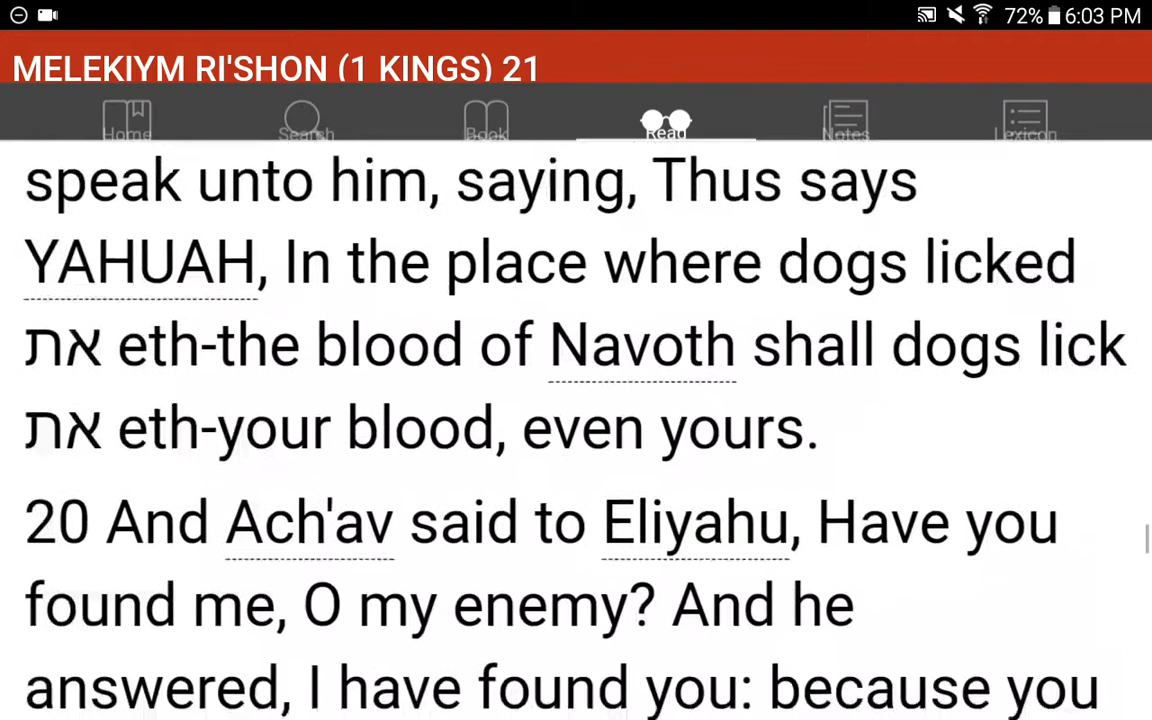 72% 6:03 PM
MELEKIYM RI'SHON (1 KINGS) 21
Home Search Book Read Notes Lexicon
speak unto him, saying, Thus says
YAHUAH, In the place where dogs licked
את eth-the blood of Navoth shall dogs lick
את eth-your blood, even yours.
20 And Ach'av said to Eliyahu, Have you
found me, O my enemy? And he
answered, I have found you: because you